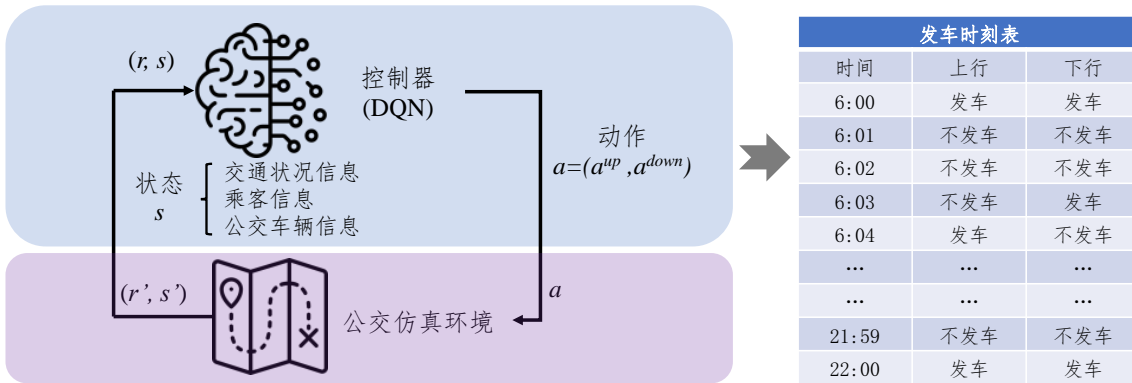 (r, s)
控制器
(DQN)
状态
s
交通状况信息
乘客信息
公交车辆信息
动作
a=(a^up ,a^down)
(r', s')
公交仿真环境
a
发车时刻表
时间 上行 下行
6:00 发车 发车
6:01 不发车 不发车
6:02 不发车 不发车
6:03 不发车 发车
6:04 发车 不发车
… … …
… … …
21:59 不发车 不发车
22:00 发车 发车